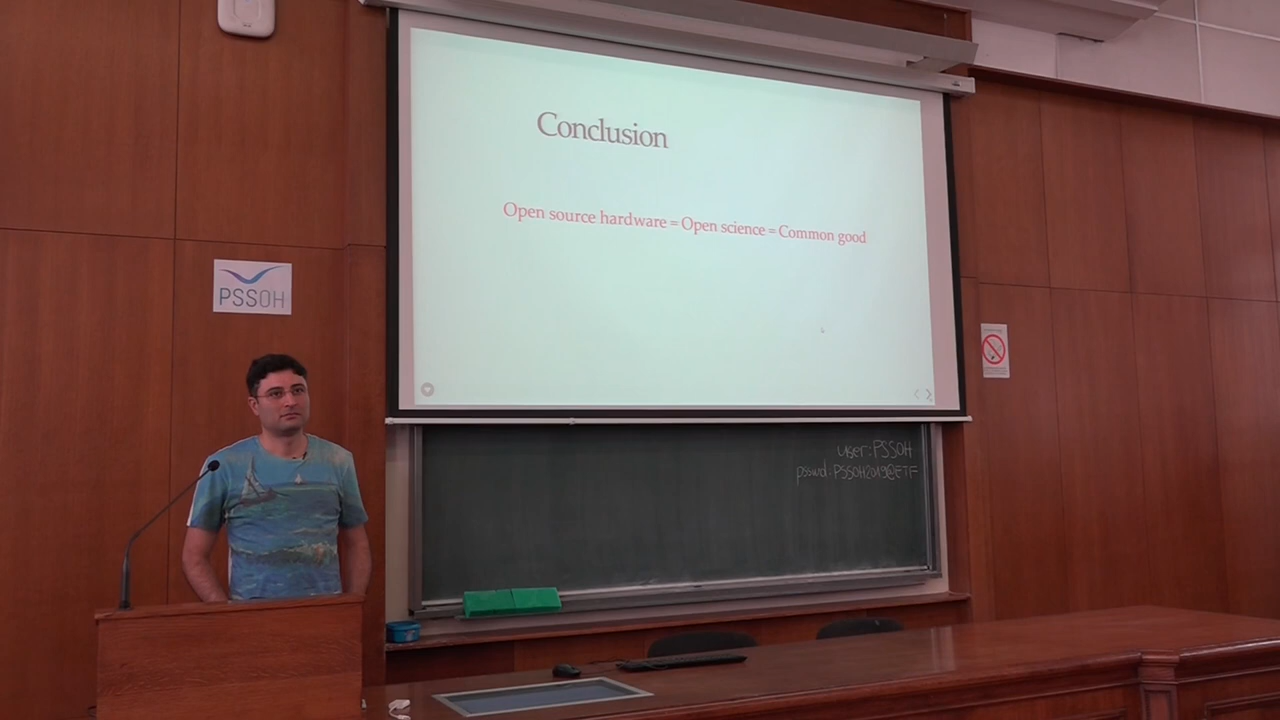 Conclusion
Open source hardware = Open science = Common good
PSSOH
user: PSSOH
psswd: PSSOH2019@ETF